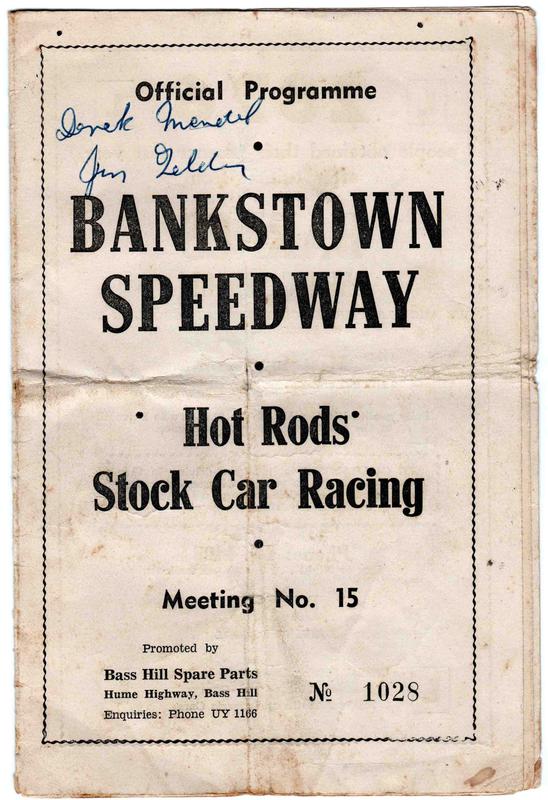 Official Programme
Derek Mendel
Jim
BANKSTOWN
SPEEDWAY
Hot Rods
Stock Car Racing
Meeting No. 15
Promoted by
Bass Hill Spare Parts
Hume Highway, Bass Hill
Enquiries: Phone UY 1166
№ 1028